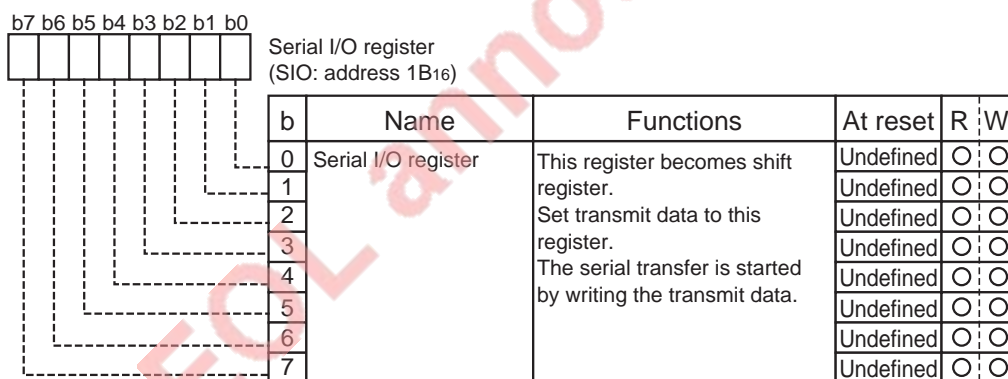 b7 b6 b5 b4 b3 b2 b1 b0
Serial I/O register
(SIO: address 1B16)
b Name Functions At reset R W
0 Serial I/O register This register becomes shift Undefined O O
1 register. Undefined O O
2 Set transmit data to this Undefined O O
3 register. Undefined O O
4 The serial transfer is started Undefined O O
5 by writing the transmit data. Undefined O O
6 Undefined O O
7 Undefined O O
EOL anno